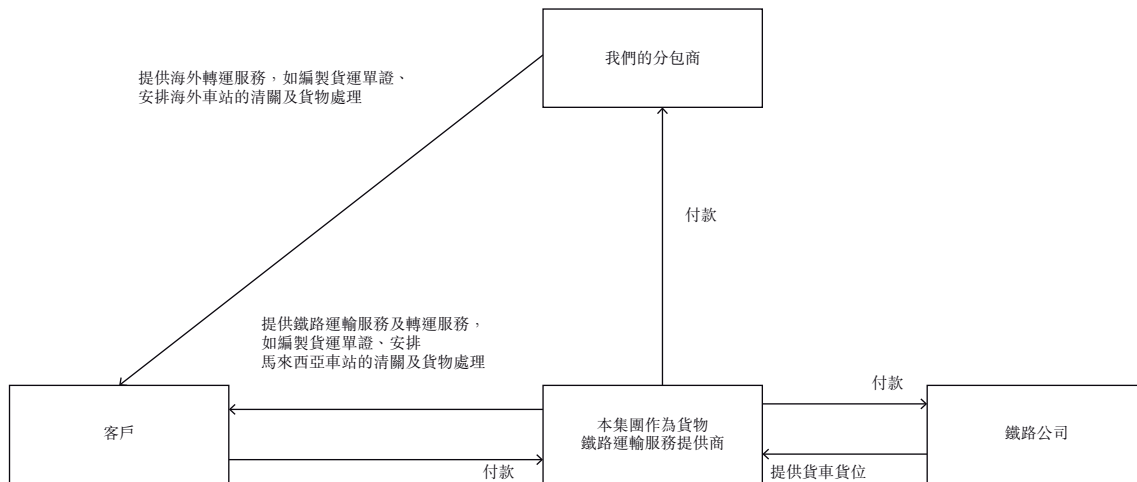 我們的分包商
提供海外轉運服務，如編製貨運單證、
安排海外車站的清關及貨物處理
付款
提供鐵路運輸服務及轉運服務，
如編製貨運單證、安排
馬來西亞車站的清關及貨物處理
付款
客戶
本集團作為貨物
鐵路運輸服務提供商
鐵路公司
付款
提供貨車貨位